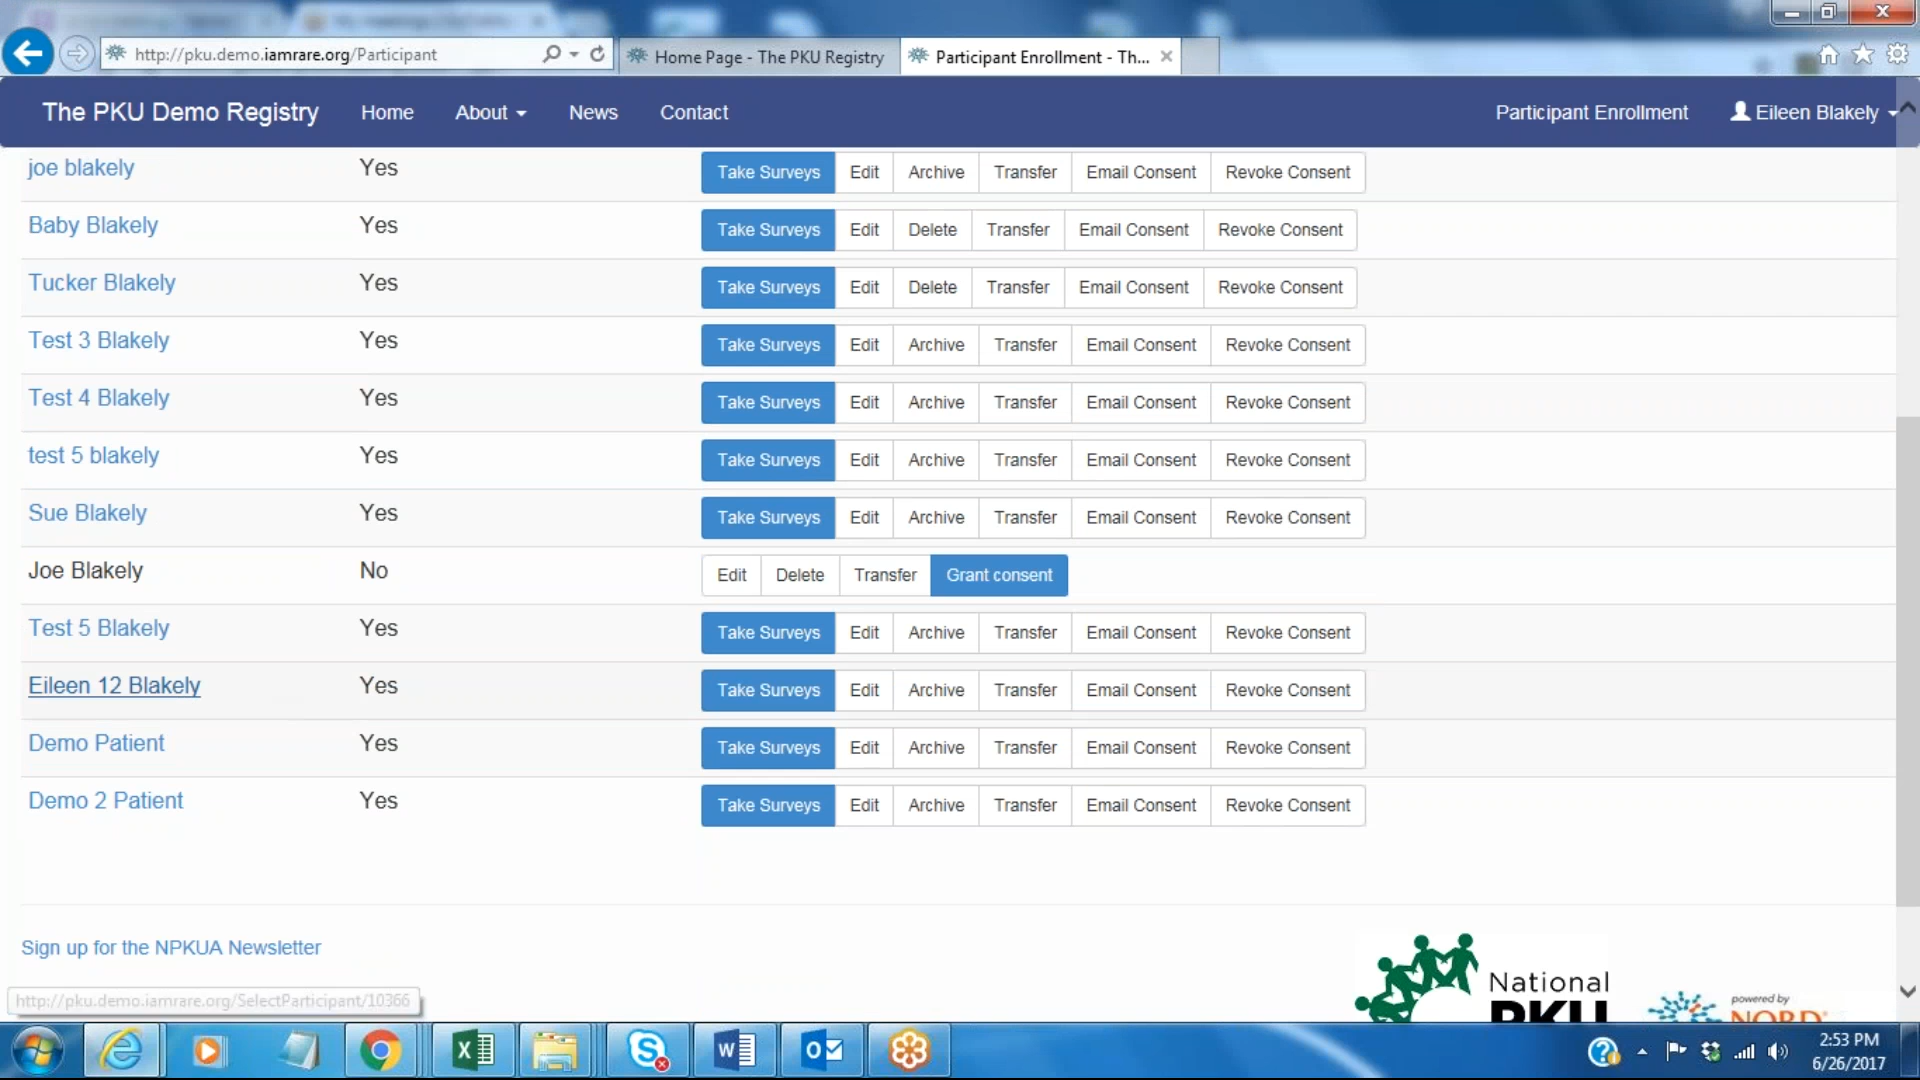 http://pku.demo.iamrare.org/Participant
Home Page - The PKU Registry
Participant Enrollment - Th...
The PKU Demo Registry Home About News Contact Participant Enrollment Eileen Blakely
joe blakely Yes Take Surveys Edit Archive Transfer Email Consent Revoke Consent
Baby Blakely Yes Take Surveys Edit Delete Transfer Email Consent Revoke Consent
Tucker Blakely Yes Take Surveys Edit Delete Transfer Email Consent Revoke Consent
Test 3 Blakely Yes Take Surveys Edit Archive Transfer Email Consent Revoke Consent
Test 4 Blakely Yes Take Surveys Edit Archive Transfer Email Consent Revoke Consent
test 5 blakely Yes Take Surveys Edit Archive Transfer Email Consent Revoke Consent
Sue Blakely Yes Take Surveys Edit Archive Transfer Email Consent Revoke Consent
Joe Blakely No Edit Delete Transfer Grant consent
Test 5 Blakely Yes Take Surveys Edit Archive Transfer Email Consent Revoke Consent
Eileen 12 Blakely Yes Take Surveys Edit Archive Transfer Email Consent Revoke Consent
Demo Patient Yes Take Surveys Edit Archive Transfer Email Consent Revoke Consent
Demo 2 Patient Yes Take Surveys Edit Archive Transfer Email Consent Revoke Consent
Sign up for the NPKUA Newsletter
National
PKU
powered by
NORD
http://pku.demo.iamrare.org/SelectParticipant/10366
2:53 PM
6/26/2017